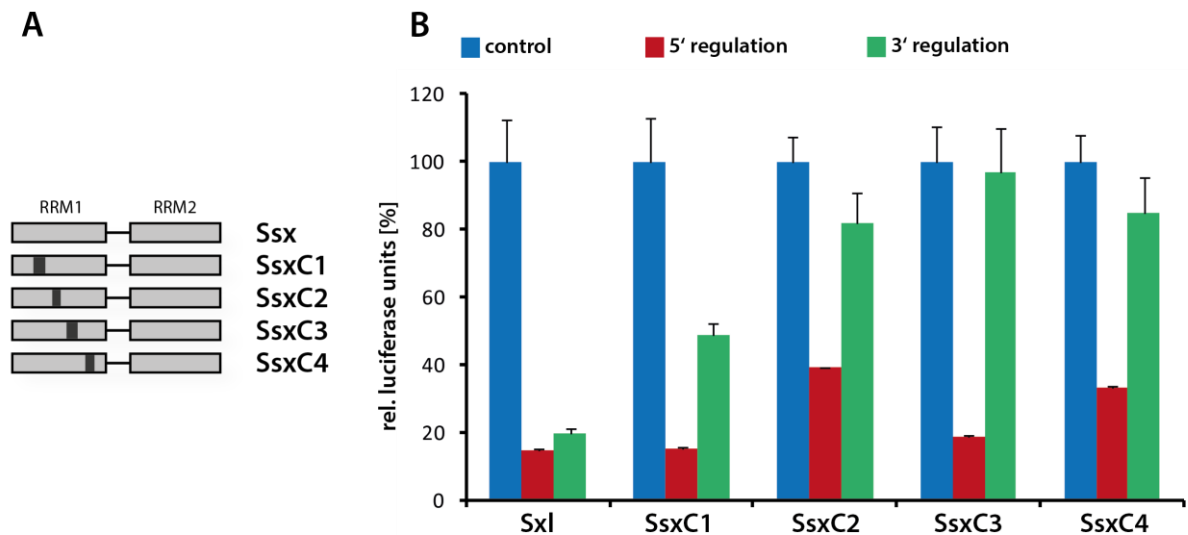 A
RRM1 RRM2
Ssx
SsxC1
SsxC2
SsxC3
SsxC4
B
control 5‘ regulation 3‘ regulation
rel. luciferase units [%]
120
100
80
60
40
20
0
Sxl SsxC1 SsxC2 SsxC3 SsxC4